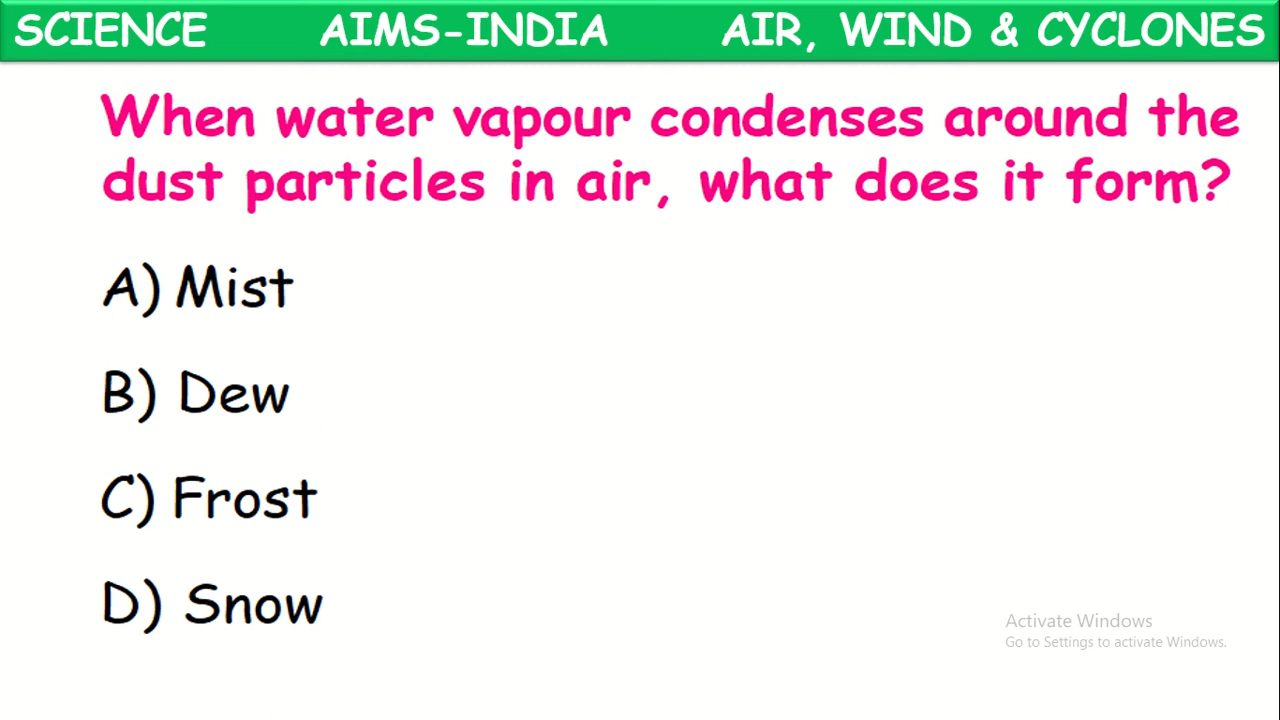 SCIENCE AIMS-INDIA AIR, WIND & CYCLONES
When water vapour condenses around the
dust particles in air, what does it form?
A) Mist
B) Dew
C) Frost
D) Snow
Activate Windows
Go to Settings to activate Windows.